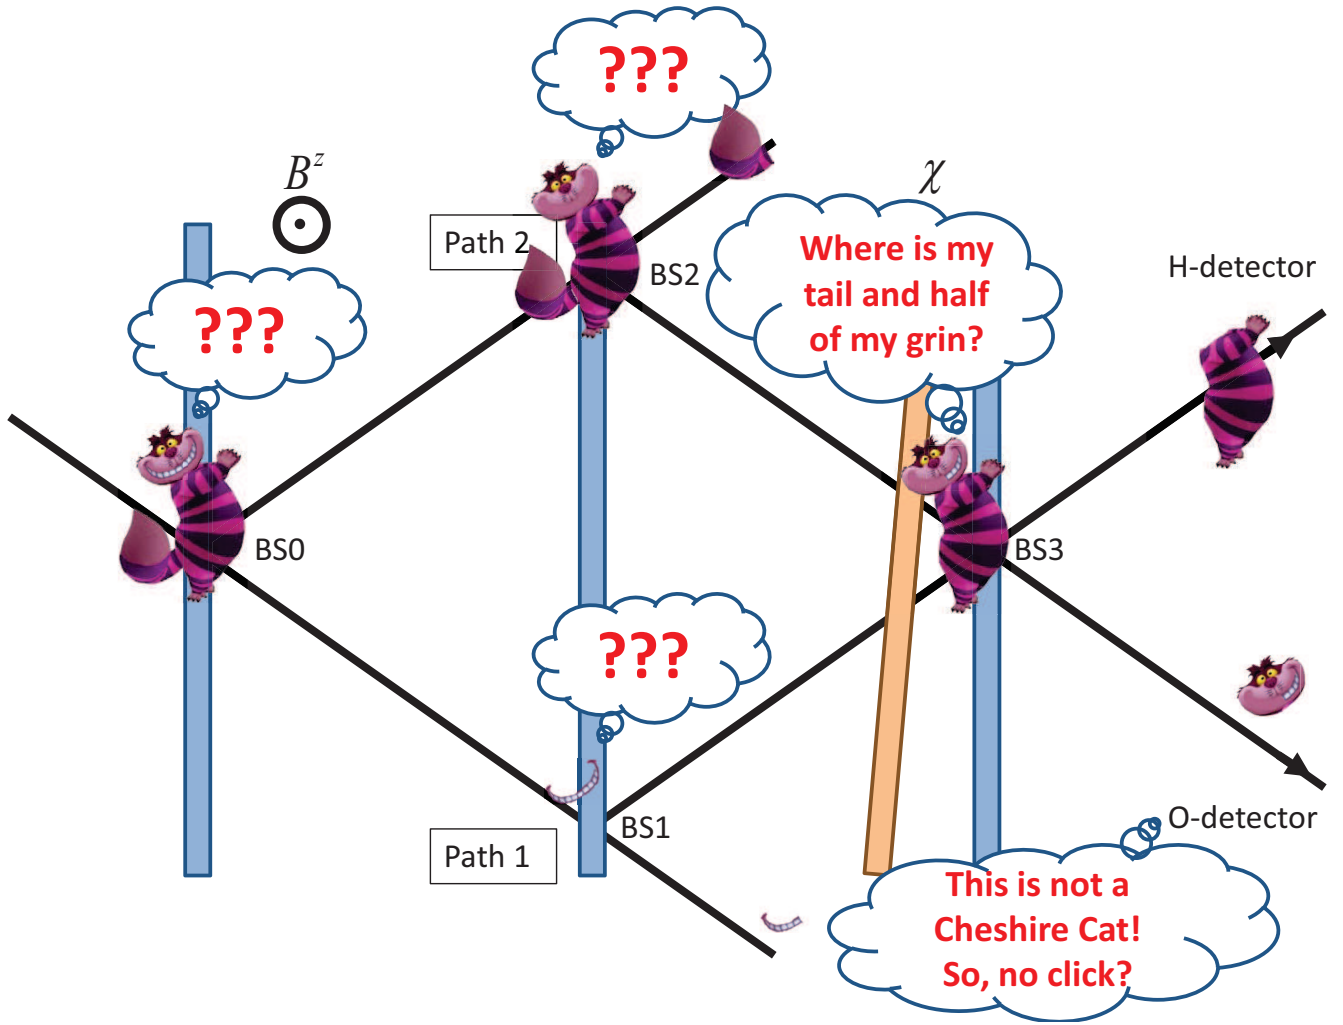 ???
B^z
χ
Path 2
BS2
Where is my
tail and half
of my grin?
H-detector
???
BS0
BS3
???
BS1
Path 1
O-detector
This is not a
Cheshire Cat!
So, no click?